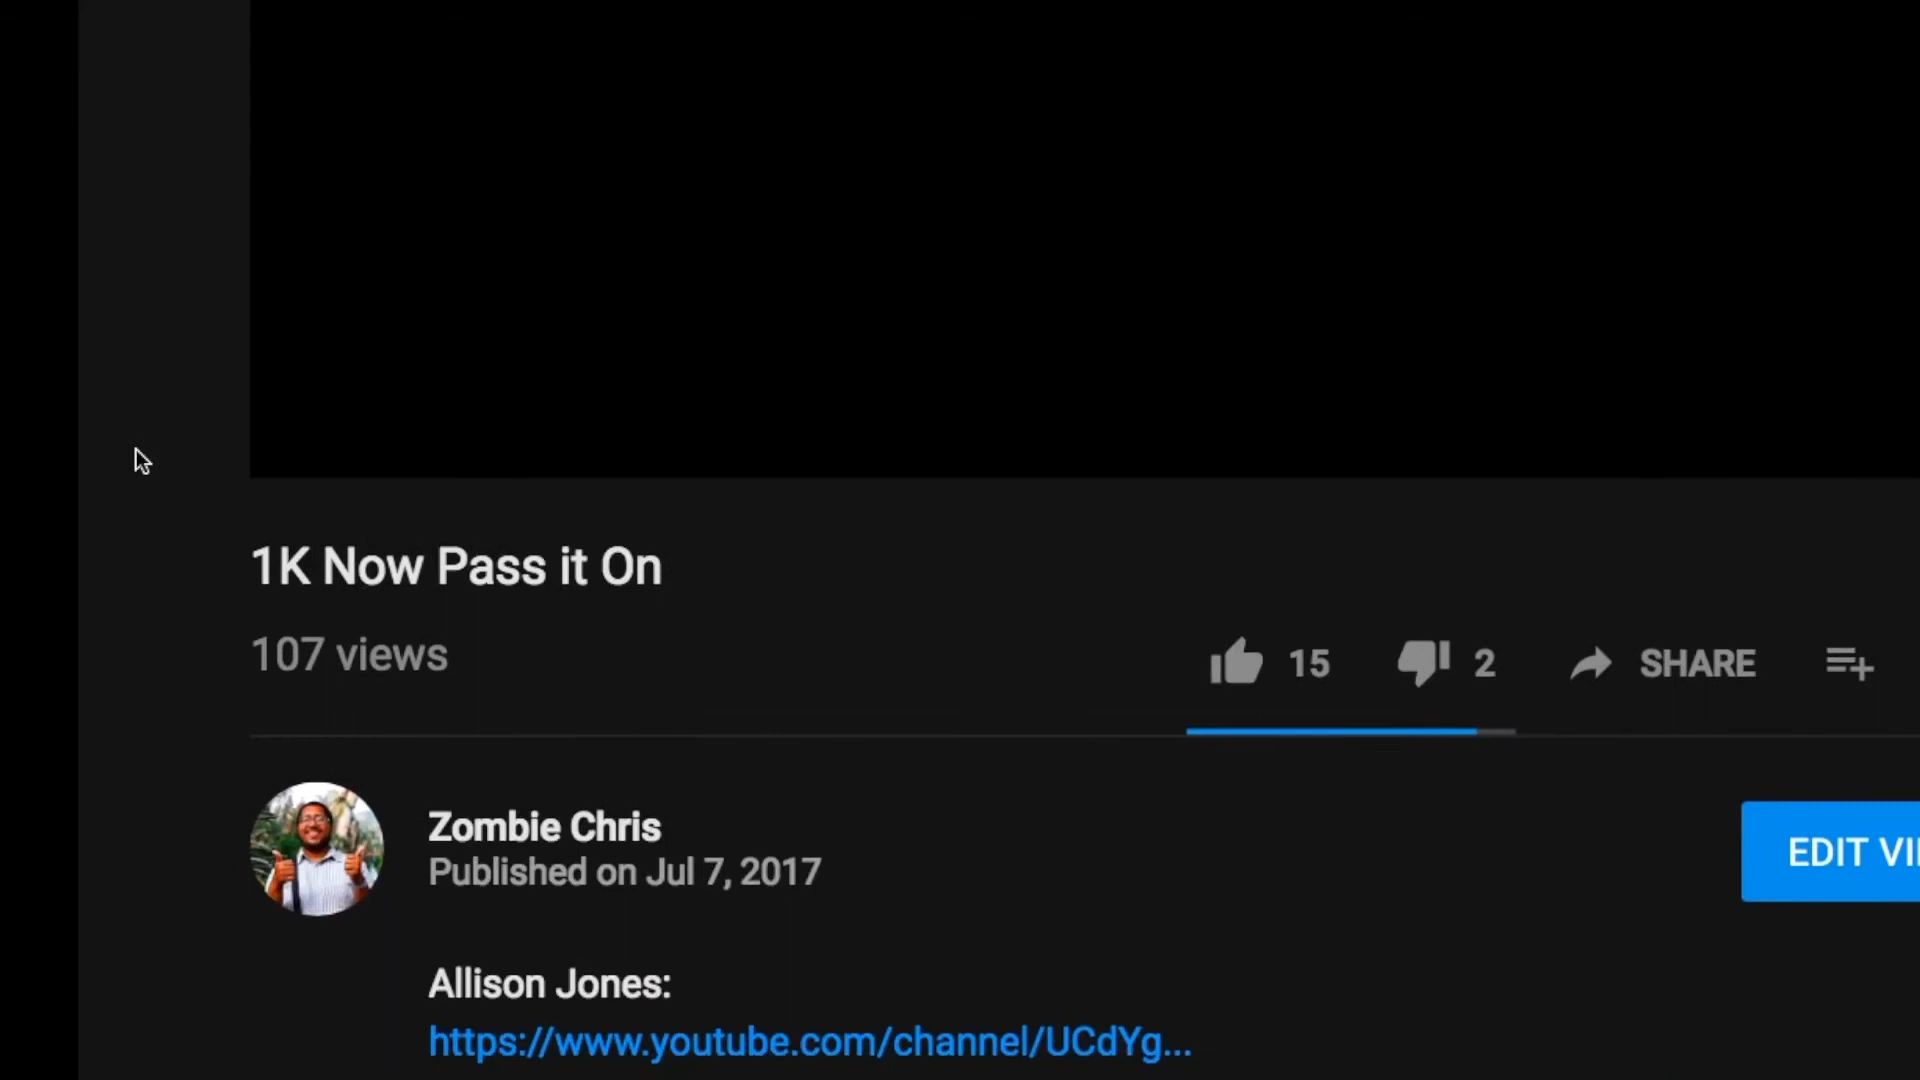 1K Now Pass it On
107 views
15
2
SHARE
Zombie Chris
Published on Jul 7, 2017
EDIT VI
Allison Jones:
https://www.youtube.com/channel/UCdYg...